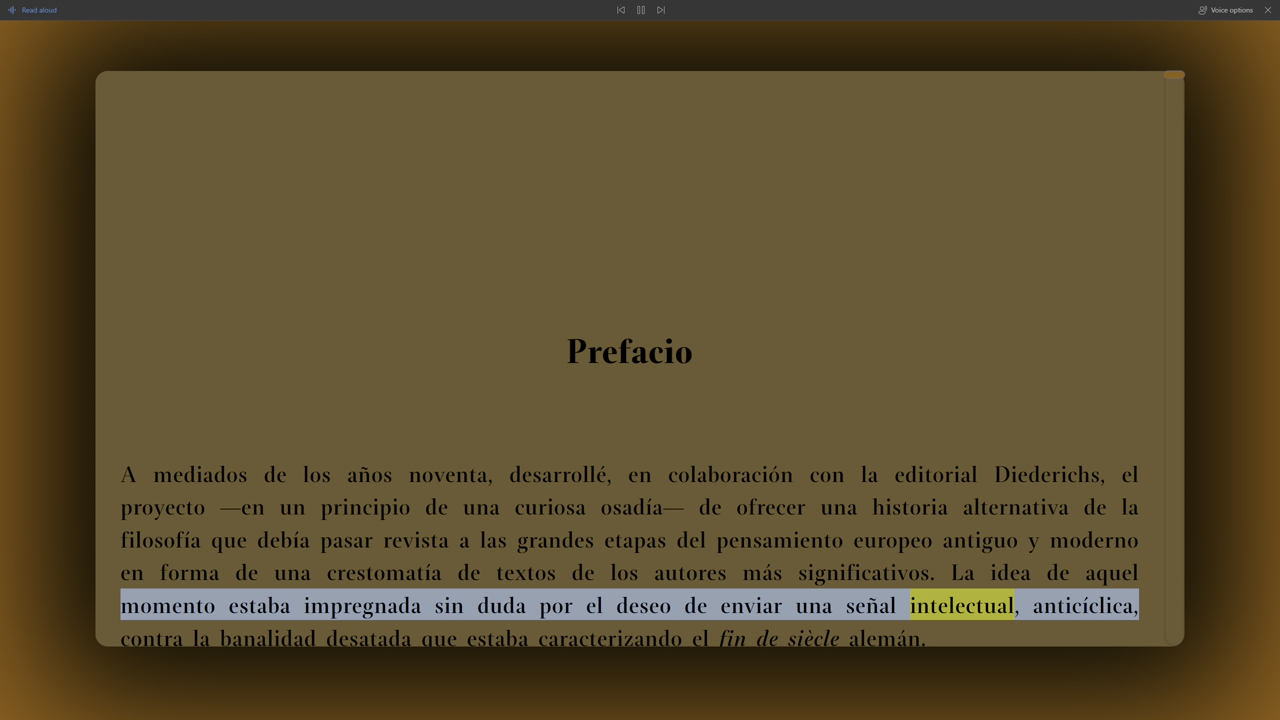 Read aloud
Voice options
Prefacio
A mediados de los años noventa, desarrollé, en colaboración con la editorial Diederichs, el
proyecto —en un principio de una curiosa osadía— de ofrecer una historia alternativa de la
filosofía que debía pasar revista a las grandes etapas del pensamiento europeo antiguo y moderno
en forma de una crestomatía de textos de los autores más significativos. La idea de aquel
momento estaba impregnada sin duda por el deseo de enviar una señal intelectual, anticíclica,
contra la banalidad desatada que estaba caracterizando el fin de siècle alemán.